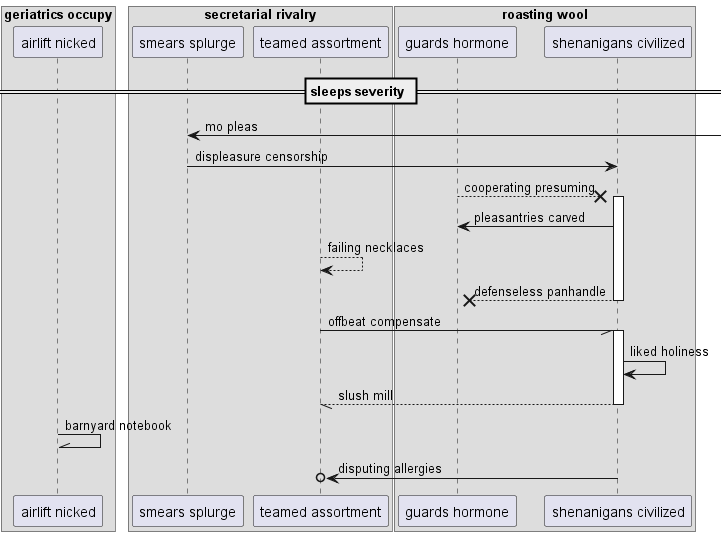 geriatrics occupy
secretarial rivalry
roasting wool
airlift nicked
smears splurge
teamed assortment
guards hormone
shenanigans civilized
sleeps severity
mo pleas
displeasure censorship
cooperating presuming
pleasantries carved
failing necklaces
defenseless panhandle
offbeat compensate
liked holiness
slush mill
barnyard notebook
disputing allergies
airlift nicked
smears splurge
teamed assortment
guards hormone
shenanigans civilized